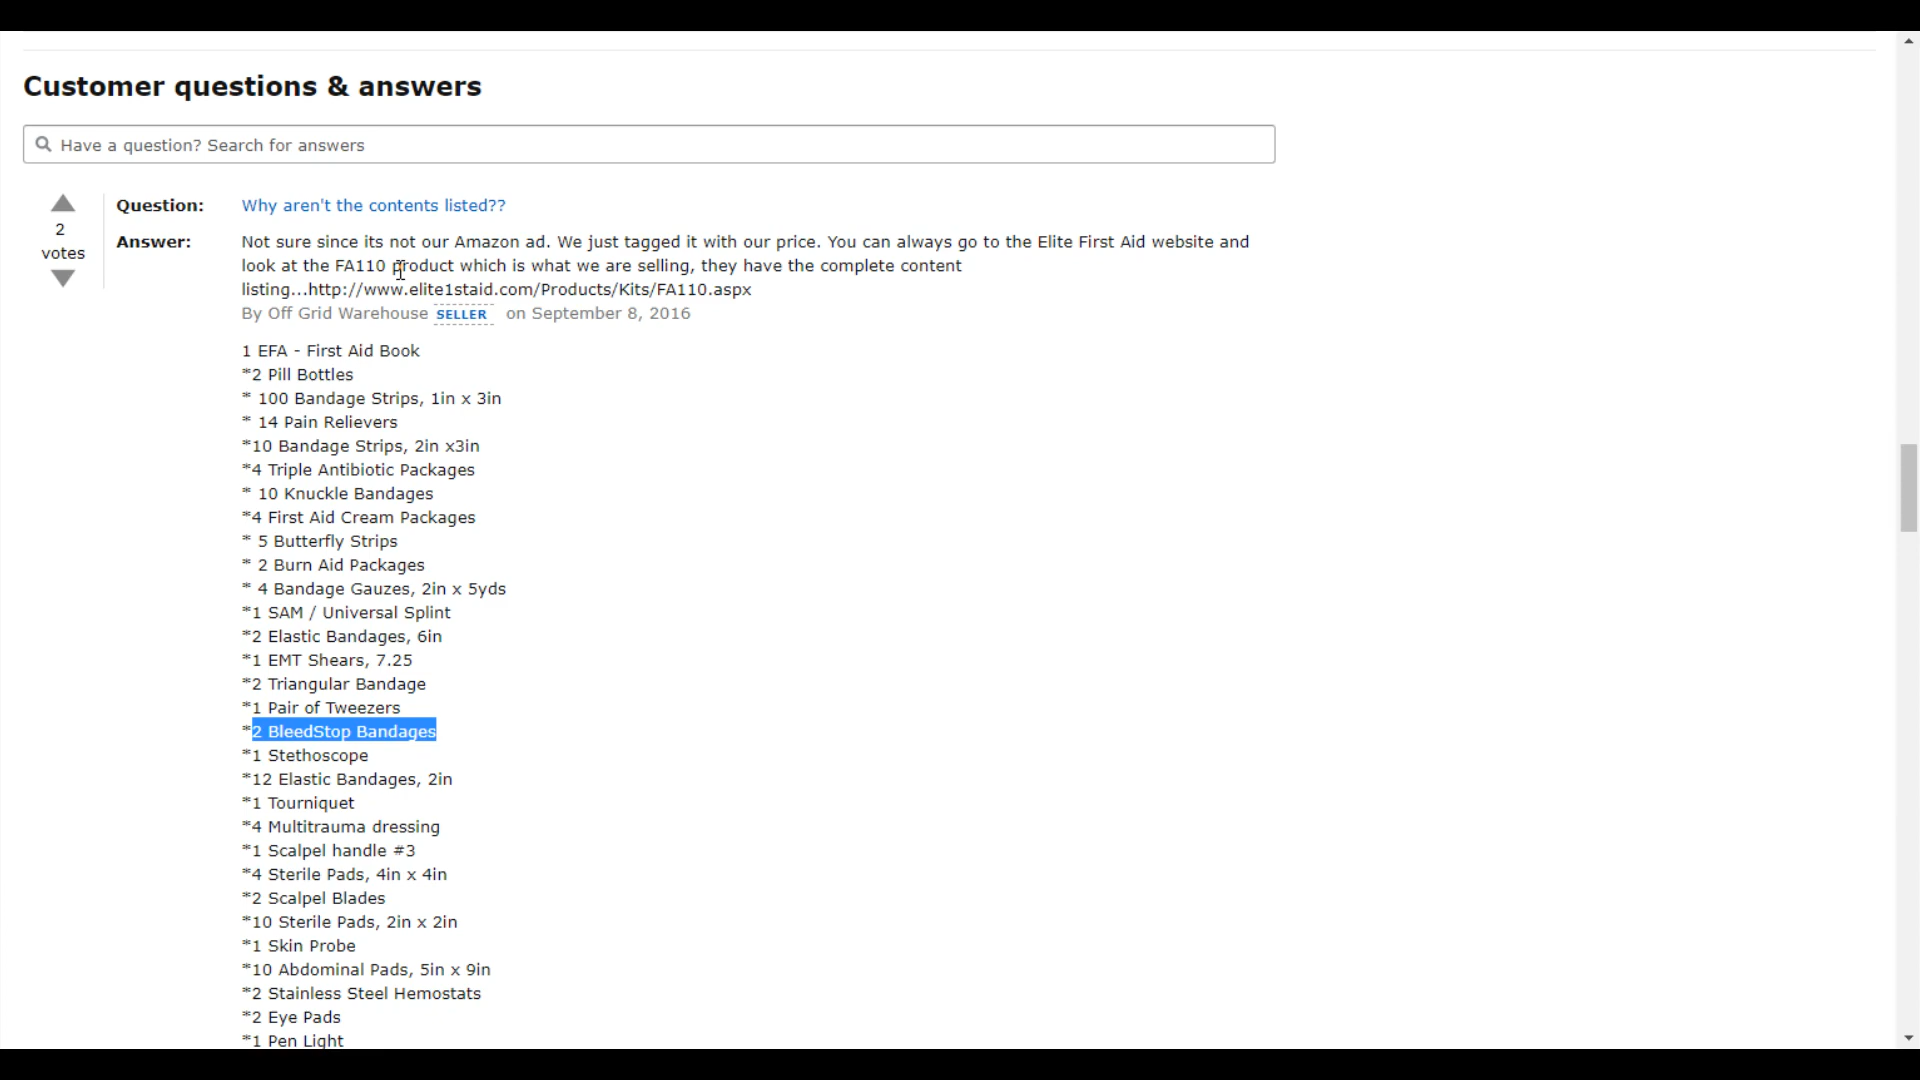 Customer questions & answers
Have a question? Search for answers
2
votes
Question: Why aren't the contents listed??
Answer: Not sure since its not our Amazon ad. We just tagged it with our price. You can always go to the Elite First Aid website and
look at the FA110 product which is what we are selling, they have the complete content
listing...http://www.elite1staid.com/Products/Kits/FA110.aspx
By Off Grid Warehouse SELLER on September 8, 2016
1 EFA - First Aid Book
*2 Pill Bottles
* 100 Bandage Strips, 1in x 3in
* 14 Pain Relievers
*10 Bandage Strips, 2in x3in
*4 Triple Antibiotic Packages
* 10 Knuckle Bandages
*4 First Aid Cream Packages
* 5 Butterfly Strips
* 2 Burn Aid Packages
* 4 Bandage Gauzes, 2in x 5yds
*1 SAM / Universal Splint
*2 Elastic Bandages, 6in
*1 EMT Shears, 7.25
*2 Triangular Bandage
*1 Pair of Tweezers
*2 BleedStop Bandages
*1 Stethoscope
*12 Elastic Bandages, 2in
*1 Tourniquet
*4 Multitrauma dressing
*1 Scalpel handle #3
*4 Sterile Pads, 4in x 4in
*2 Scalpel Blades
*10 Sterile Pads, 2in x 2in
*1 Skin Probe
*10 Abdominal Pads, 5in x 9in
*2 Stainless Steel Hemostats
*2 Eye Pads
*1 Pen Light